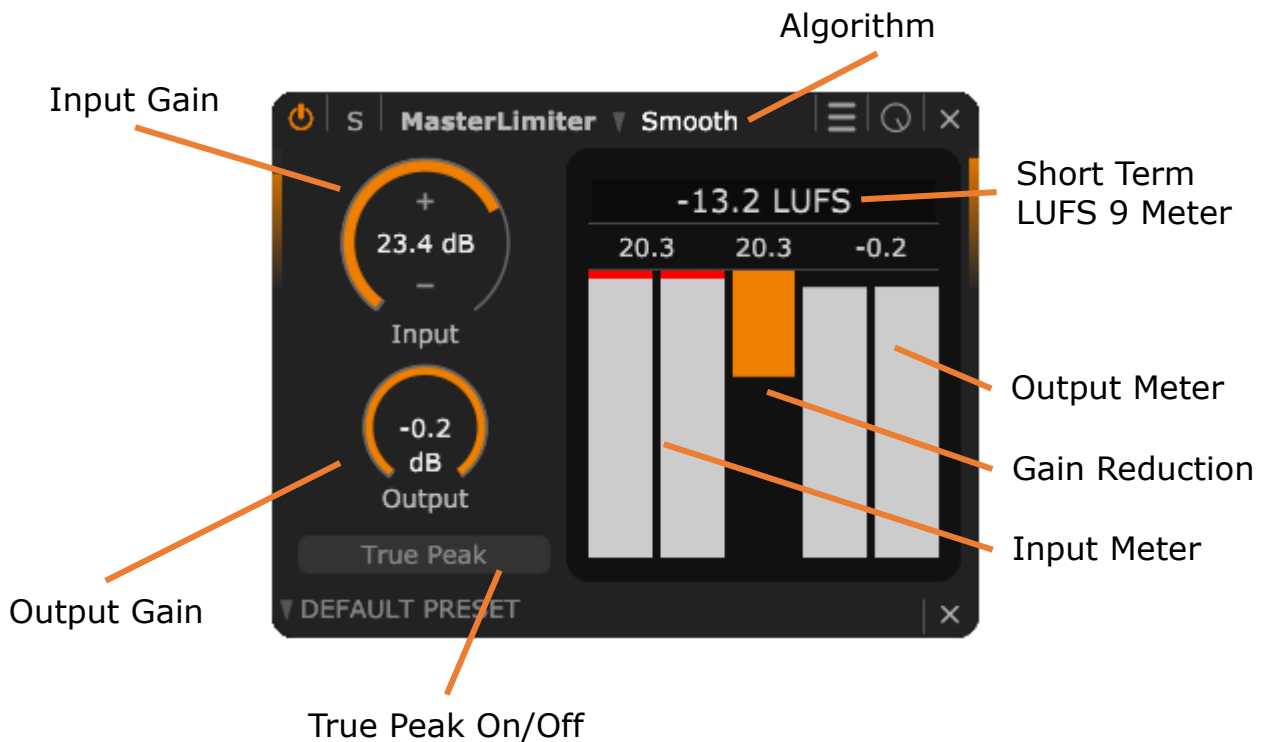 Algorithm
Input Gain
S MasterLimiter Smooth
Short Term
LUFS 9 Meter
-13.2 LUFS
+
23.4 dB
−
Input
20.3 20.3 -0.2
-0.2
dB
Output
Output Meter
Gain Reduction
Input Meter
True Peak
Output Gain
DEFAULT PRESET
True Peak On/Off